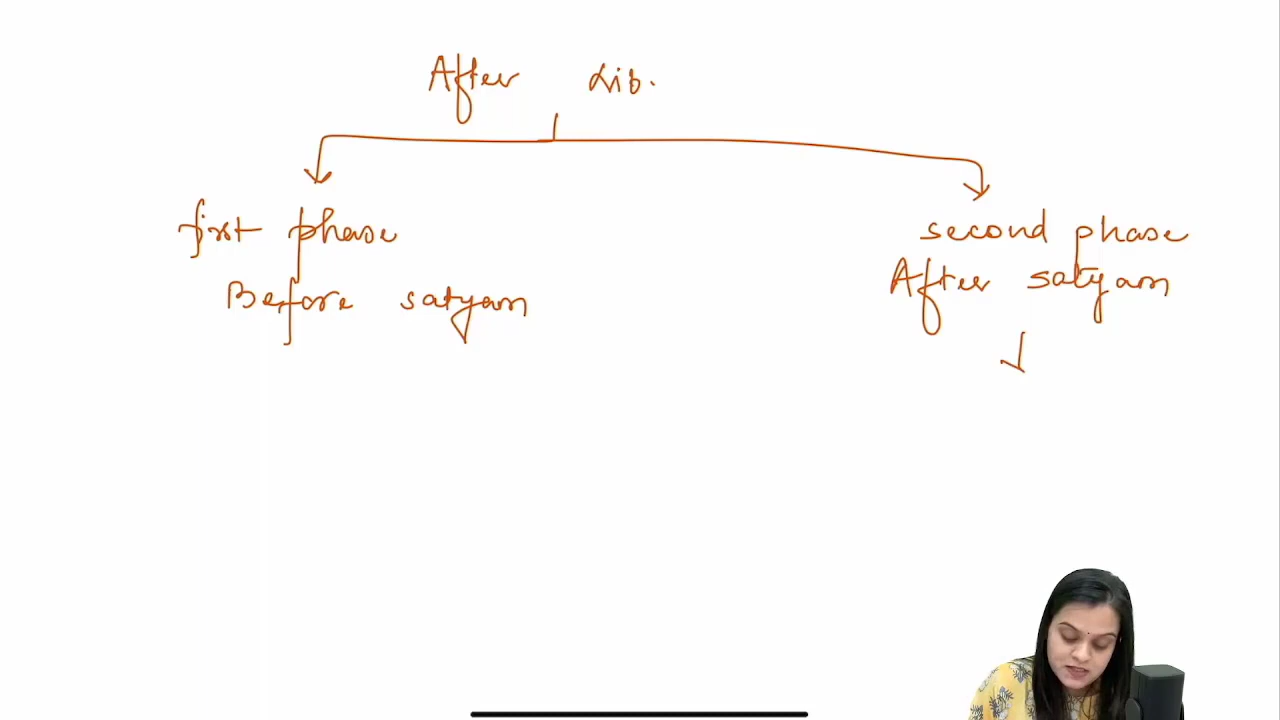 After Lib.
first phase
Before satyam
second phase
After satyam